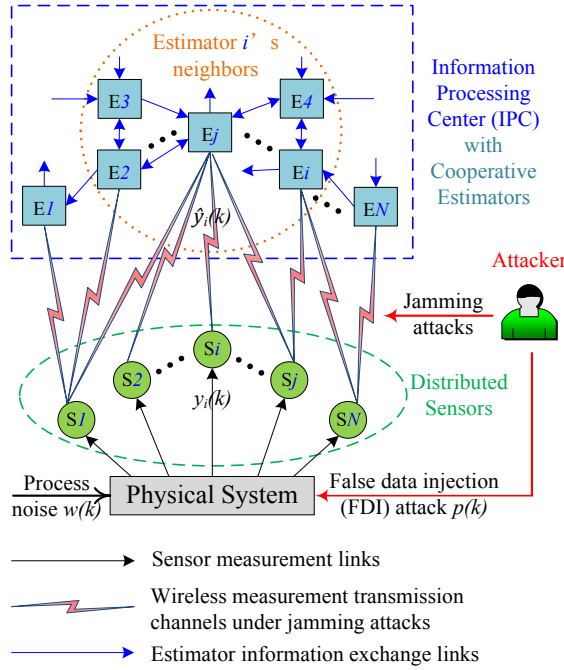 Estimator i's
neighbors
E3
E4
Ej
E2
Ei
E1
EN
Information
Processing
Center (IPC)
with
Cooperative
Estimators
ŷi(k)
Attacker
Jamming
attacks
Si
S2
Sj
S1
SN
yi(k)
Distributed
Sensors
Process
noise w(k)
Physical System
False data injection
(FDI) attack p(k)
Sensor measurement links
Wireless measurement transmission
channels under jamming attacks
Estimator information exchange links